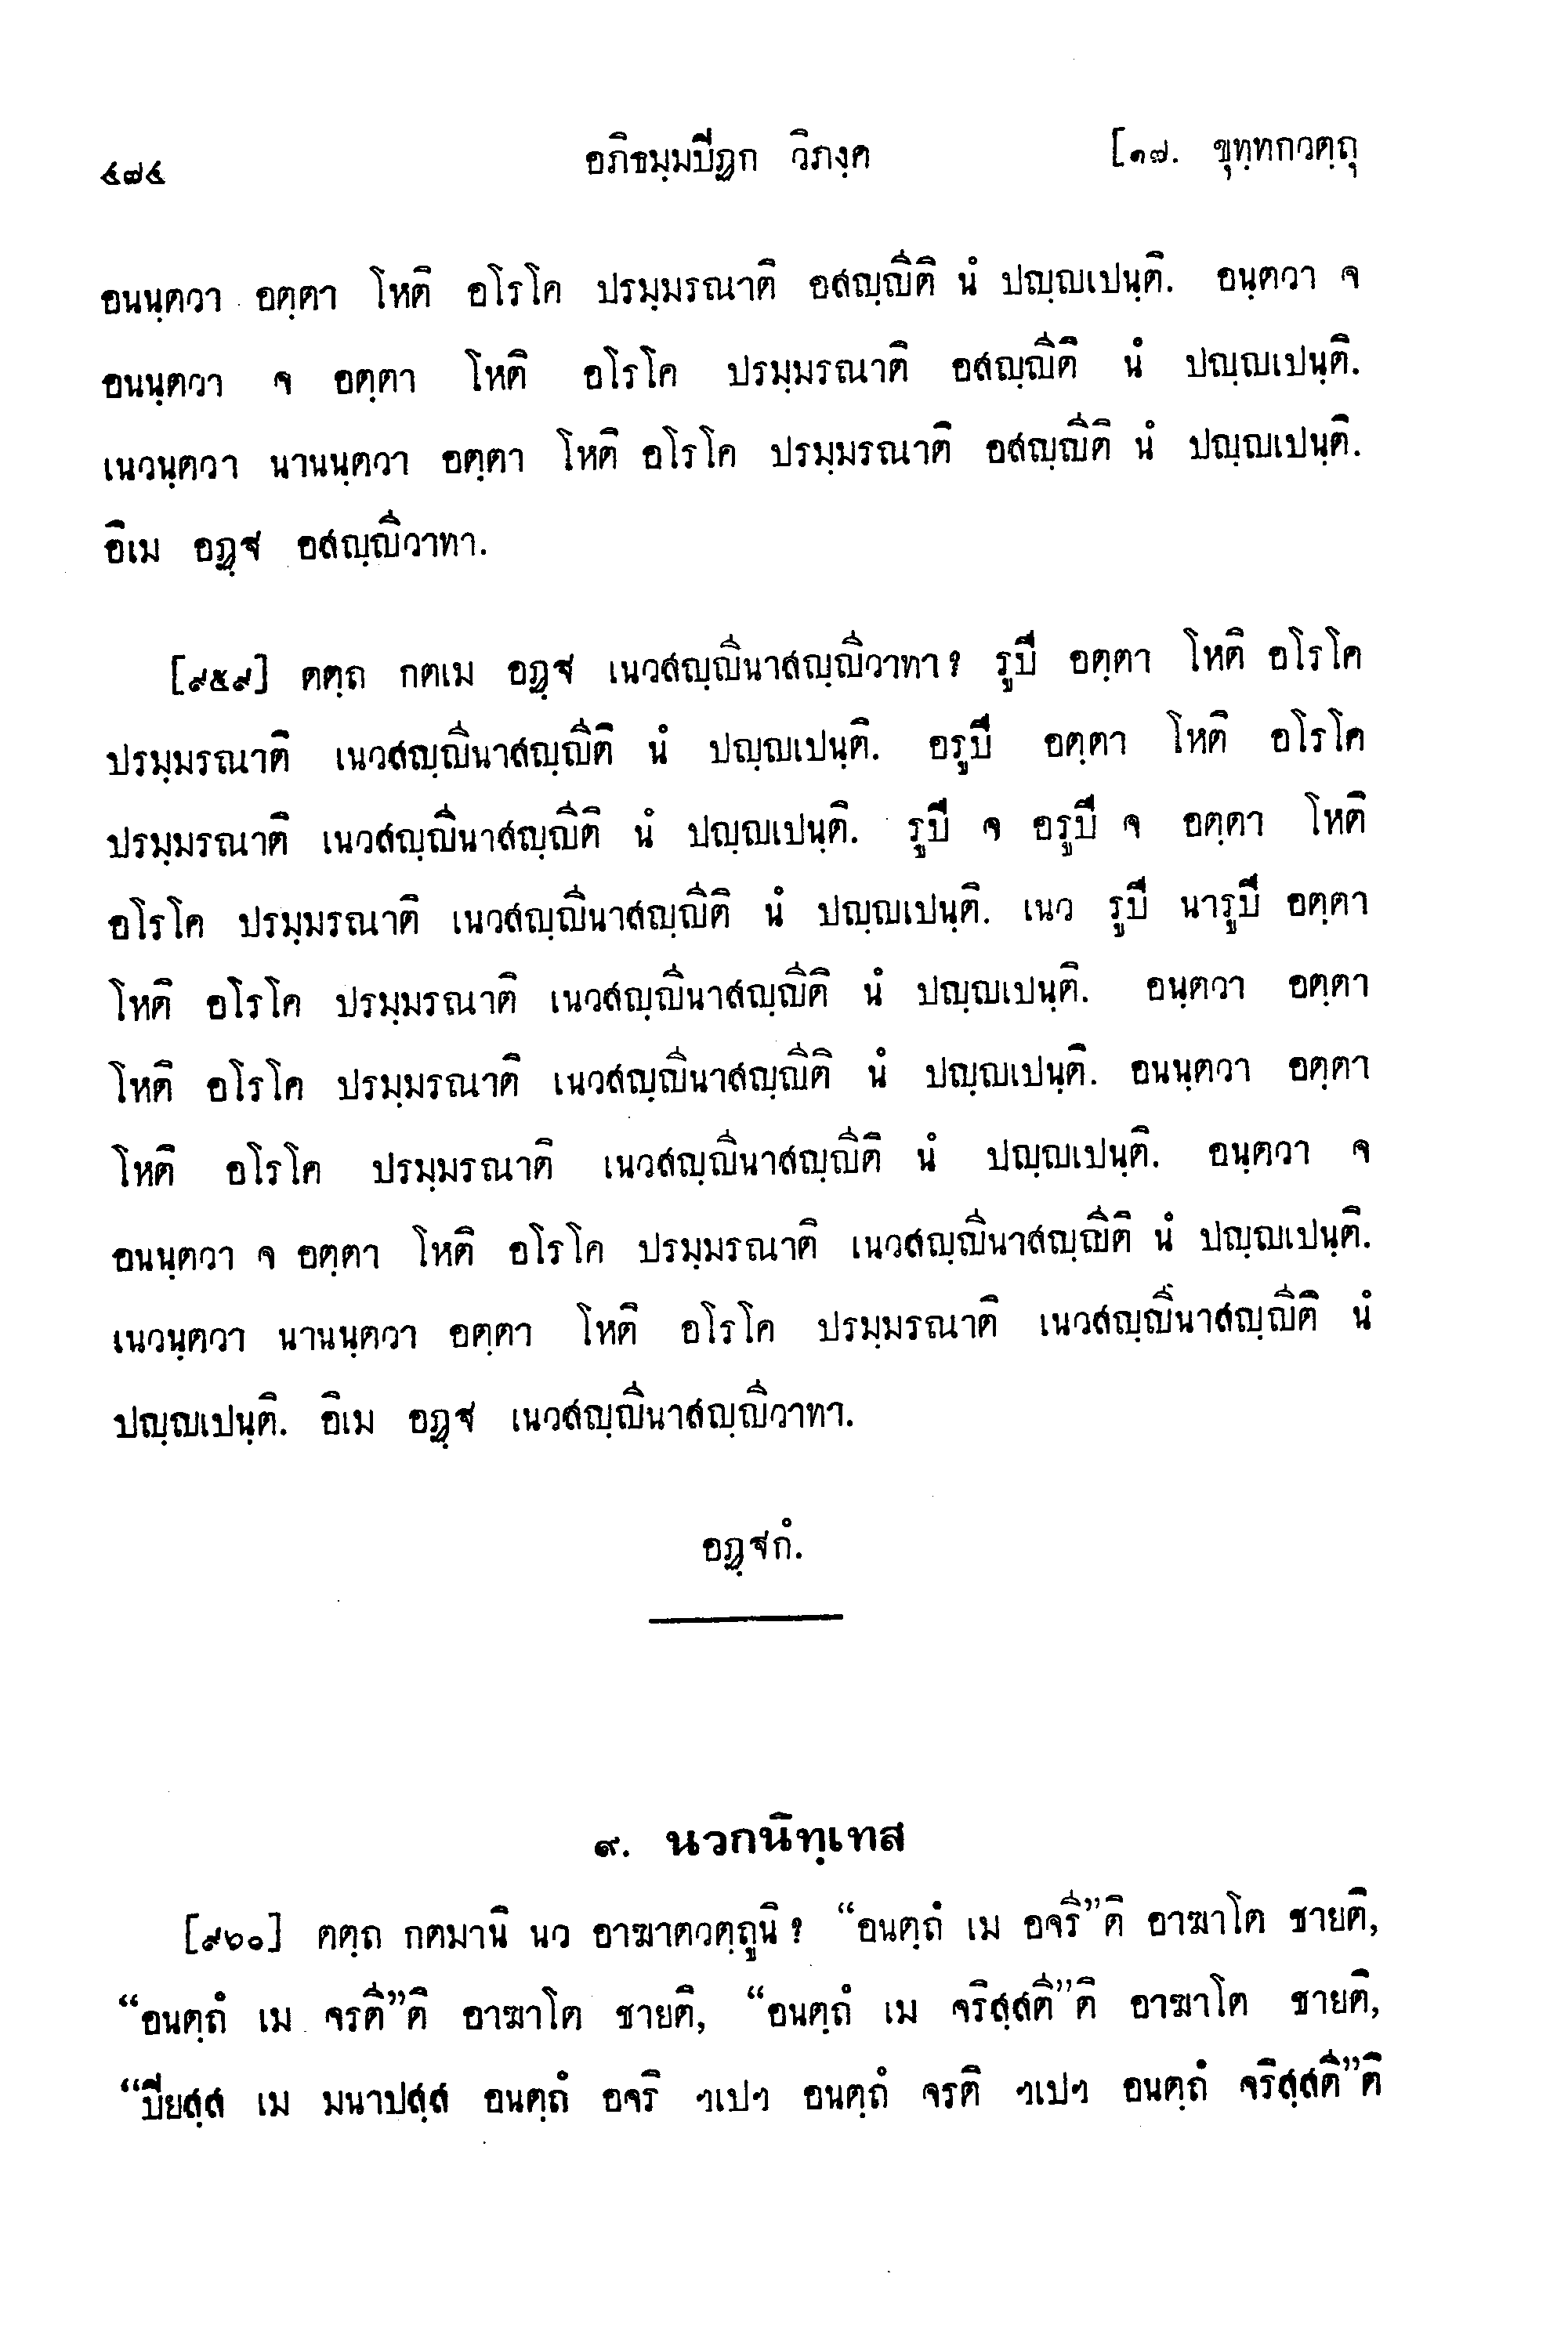 ๔๗๔ อภิธมฺมปิฏก วิภงฺค [๑๗. ขุทฺทกวตฺถุ
อนนฺตวา อตฺตา โหติ อโรโค ปรมฺมรณาติ อสญฺญีติ นํ ปญฺญเปนฺติ. อนฺตวา จ
อนนฺตวา จ อตฺตา โหติ อโรโค ปรมฺมรณาติ อสญฺญีติ นํ ปญฺญเปนฺติ.
เนวนฺตวา นานนฺตวา อตฺตา โหติ อโรโค ปรมฺมรณาติ อสญฺญีติ นํ ปญฺญเปนฺติ.
อิเม อฏฺฐ อสญฺญีวาทา.
[๙๕๙] ตตฺถ กตเม อฏฺฐ เนวสญฺญีนาสญฺญีวาทา? รูปี อตฺตา โหติ อโรโค
ปรมฺมรณาติ เนวสญฺญีนาสญฺญีติ นํ ปญฺญเปนฺติ. อรูปี อตฺตา โหติ อโรโค
ปรมฺมรณาติ เนวสญฺญีนาสญฺญีติ นํ ปญฺญเปนฺติ. รูปี จ อรูปี จ อตฺตา โหติ
อโรโค ปรมฺมรณาติ เนวสญฺญีนาสญฺญีติ นํ ปญฺญเปนฺติ. เนว รูปี นารูปี อตฺตา
โหติ อโรโค ปรมฺมรณาติ เนวสญฺญีนาสญฺญีติ นํ ปญฺญเปนฺติ. อนฺตวา อตฺตา
โหติ อโรโค ปรมฺมรณาติ เนวสญฺญีนาสญฺญีติ นํ ปญฺญเปนฺติ. อนนฺตวา อตฺตา
โหติ อโรโค ปรมฺมรณาติ เนวสญฺญีนาสญฺญีติ นํ ปญฺญเปนฺติ. อนฺตวา จ
อนนฺตวา จ อตฺตา โหติ อโรโค ปรมฺมรณาติ เนวสญฺญีนาสญฺญีติ นํ ปญฺญเปนฺติ.
เนวนฺตวา นานนฺตวา อตฺตา โหติ อโรโค ปรมฺมรณาติ เนวสญฺญีนาสญฺญีติ นํ
ปญฺญเปนฺติ. อิเม อฏฺฐ เนวสญฺญีนาสญฺญีวาทา.
อฏฺฐกํ.
๙. นวกนิทฺเทส
[๙๖๐] ตตฺถ กตมานิ นว อาฆาตวตฺถูนิ? “อนตฺถํ เม อจรี”ติ อาฆาโต ชายติ,
“อนตฺถํ เม จรตี”ติ อาฆาโต ชายติ, “อนตฺถํ เม จริสฺสตี”ติ อาฆาโต ชายติ,
“ปิยสฺส เม มนาปสฺส อนตฺถํ อจริ ฯเปฯ อนตฺถํ จรติ ฯเปฯ อนตฺถํ จริสฺสตี”ติ